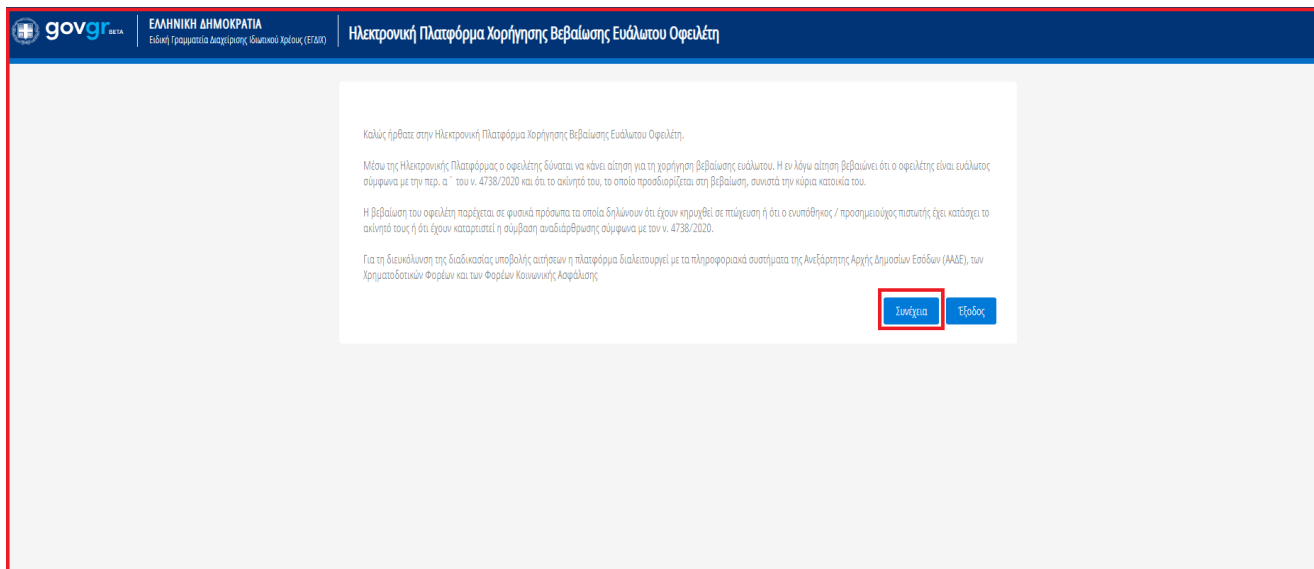 govgr BETA
ΕΛΛΗΝΙΚΗ ΔΗΜΟΚΡΑΤΙΑ
Ειδική Γραμματεία Διαχείρισης Ιδιωτικού Χρέους (ΕΓΔΙΧ)
Ηλεκτρονική Πλατφόρμα Χορήγησης Βεβαίωσης Ευάλωτου Οφειλέτη
Καλώς ήρθατε στην Ηλεκτρονική Πλατφόρμα Χορήγησης Βεβαίωσης Ευάλωτου Οφειλέτη.
Μέσω της Ηλεκτρονικής Πλατφόρμας ο οφειλέτης δύναται να κάνει αίτηση για τη χορήγηση βεβαίωσης ευάλωτου. Η εν λόγω αίτηση βεβαιώνει ότι ο οφειλέτης είναι ευάλωτος
σύμφωνα με την περ. α΄ του ν. 4738/2020 και ότι το ακίνητό του, το οποίο προσδιορίζεται στη βεβαίωση, συνιστά την κύρια κατοικία του.
Η βεβαίωση του οφειλέτη παρέχεται σε φυσικά πρόσωπα τα οποία δηλώνουν ότι έχουν κηρυχθεί σε πτώχευση ή ότι ο ενυπόθηκος / προσημειούχος πιστωτής έχει κατάσχει το
ακίνητό τους ή ότι έχουν καταρτιστεί η σύμβαση αναδιάρθρωσης σύμφωνα με τον ν. 4738/2020.
Για τη διευκόλυνση της διαδικασίας υποβολής αιτήσεων η πλατφόρμα διαλειτουργεί με τα πληροφοριακά συστήματα της Ανεξάρτητης Αρχής Δημοσίων Εσόδων (ΑΑΔΕ), των
Χρηματοδοτικών Φορέων και των Φορέων Κοινωνικής Ασφάλισης
Συνέχεια
Έξοδος